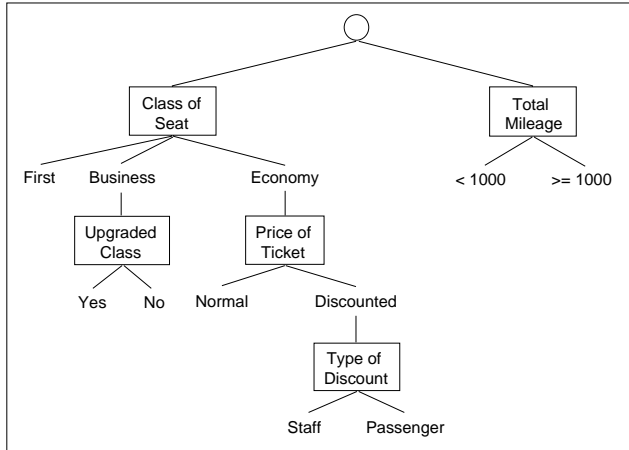 Class of
Seat
Total
Mileage
First
Business
Economy
< 1000
>= 1000
Upgraded
Class
Price of
Ticket
Yes
No
Normal
Discounted
Type of
Discount
Staff
Passenger